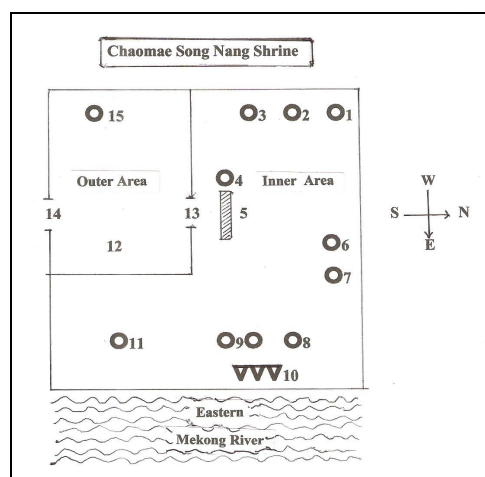 Chaomae Song Nang Shrine
15
3 2 1
Outer Area
4
Inner Area
W
14
13
5
S N
12
6
E
7
11
9 8
10
Eastern
Mekong River